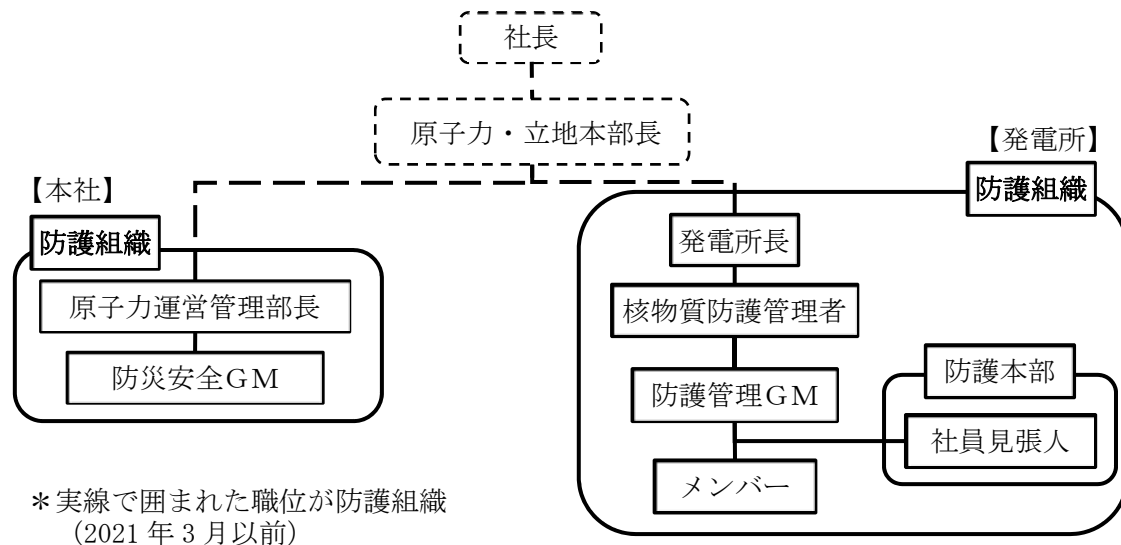 社長
原子力・立地本部長
【本社】
防護組織
原子力運営管理部長
防災安全GM
【発電所】
防護組織
発電所長
核物質防護管理者
防護管理GM
メンバー
防護本部
社員見張人
＊実線で囲まれた職位が防護組織
（2021 年 3 月以前）